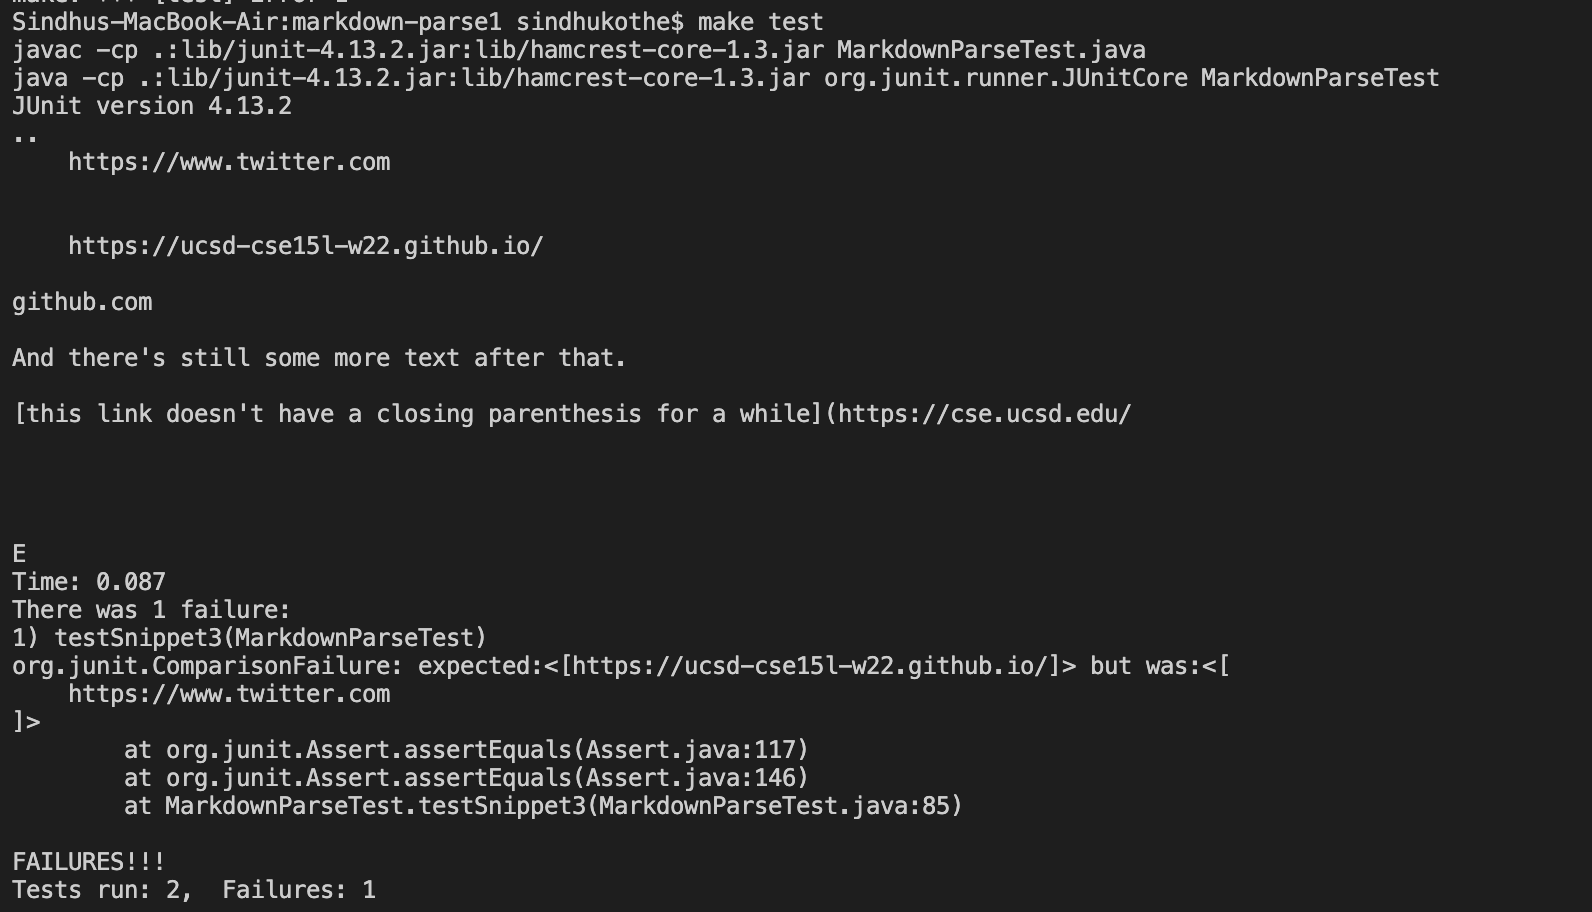 Sindhus-MacBook-Air:markdown-parse1 sindhukothe$ make test
javac -cp .:lib/junit-4.13.2.jar:lib/hamcrest-core-1.3.jar MarkdownParseTest.java
java -cp .:lib/junit-4.13.2.jar:lib/hamcrest-core-1.3.jar org.junit.runner.JUnitCore MarkdownParseTest
JUnit version 4.13.2
..
    https://www.twitter.com
    https://ucsd-cse15l-w22.github.io/
github.com
And there's still some more text after that.
[this link doesn't have a closing parenthesis for a while](https://cse.ucsd.edu/
E
Time: 0.087
There was 1 failure:
1) testSnippet3(MarkdownParseTest)
org.junit.ComparisonFailure: expected:<[https://ucsd-cse15l-w22.github.io/]> but was:<[
    https://www.twitter.com
]>
        at org.junit.Assert.assertEquals(Assert.java:117)
        at org.junit.Assert.assertEquals(Assert.java:146)
        at MarkdownParseTest.testSnippet3(MarkdownParseTest.java:85)
FAILURES!!!
Tests run: 2,  Failures: 1